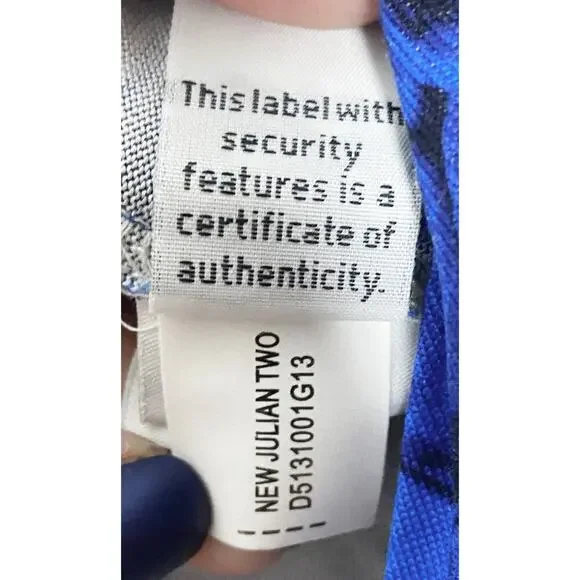 This label with
security
features is a
certificate of
authenticity.
NEW JULIAN TWO
D5131001G13